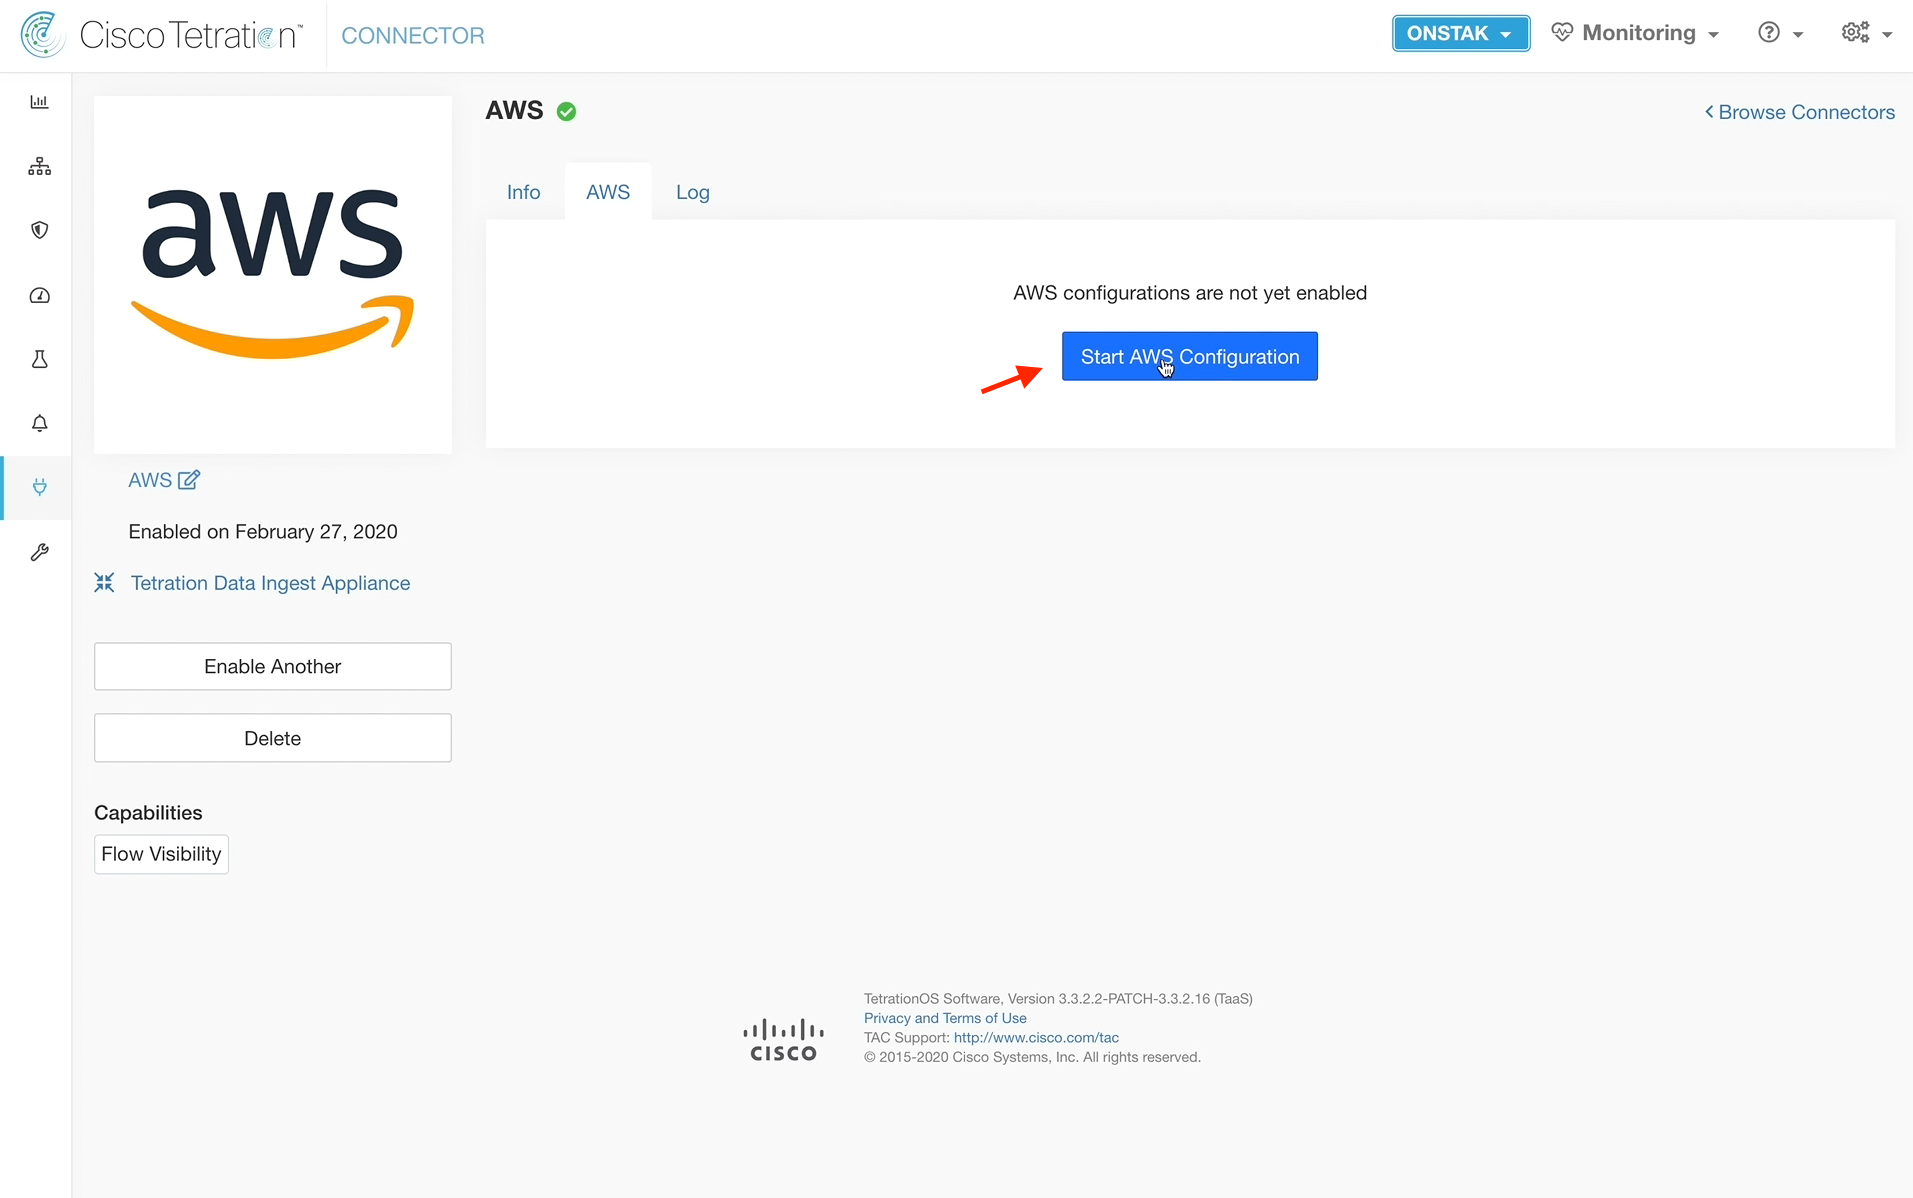 Cisco Tetration™
CONNECTOR
ONSTAK
Monitoring
aws
AWS
Browse Connectors
Info
AWS
Log
AWS configurations are not yet enabled
Start AWS Configuration
AWS
Enabled on February 27, 2020
Tetration Data Ingest Appliance
Enable Another
Delete
Capabilities
Flow Visibility
CISCO
TetrationOS Software, Version 3.3.2.2-PATCH-3.3.2.16 (TaaS)
Privacy and Terms of Use
TAC Support: http://www.cisco.com/tac
© 2015-2020 Cisco Systems, Inc. All rights reserved.